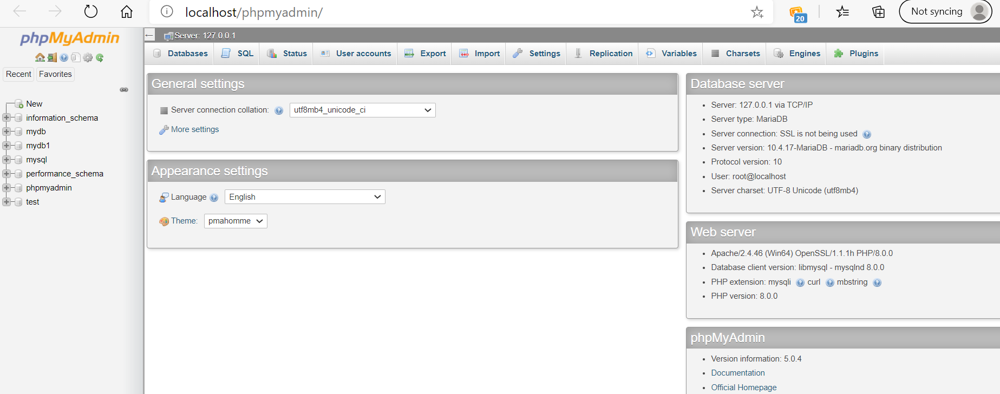 localhost/phpmyadmin/
20
Not syncing
phpMyAdmin
Recent Favorites
New
information_schema
mydb
mydb1
mysql
performance_schema
phpmyadmin
test
Server: 127.0.0.1
Databases SQL Status User accounts Export Import Settings Replication Variables Charsets Engines Plugins
General settings
Server connection collation: utf8mb4_unicode_ci
More settings
Appearance settings
Language English
Theme: pmahomme
Database server
Server: 127.0.0.1 via TCP/IP
Server type: MariaDB
Server connection: SSL is not being used
Server version: 10.4.17-MariaDB - mariadb.org binary distribution
Protocol version: 10
User: root@localhost
Server charset: UTF-8 Unicode (utf8mb4)
Web server
Apache/2.4.46 (Win64) OpenSSL/1.1.1h PHP/8.0.0
Database client version: libmysql - mysqlnd 8.0.0
PHP extension: mysqli curl mbstring
PHP version: 8.0.0
phpMyAdmin
Version information: 5.0.4
Documentation
Official Homepage